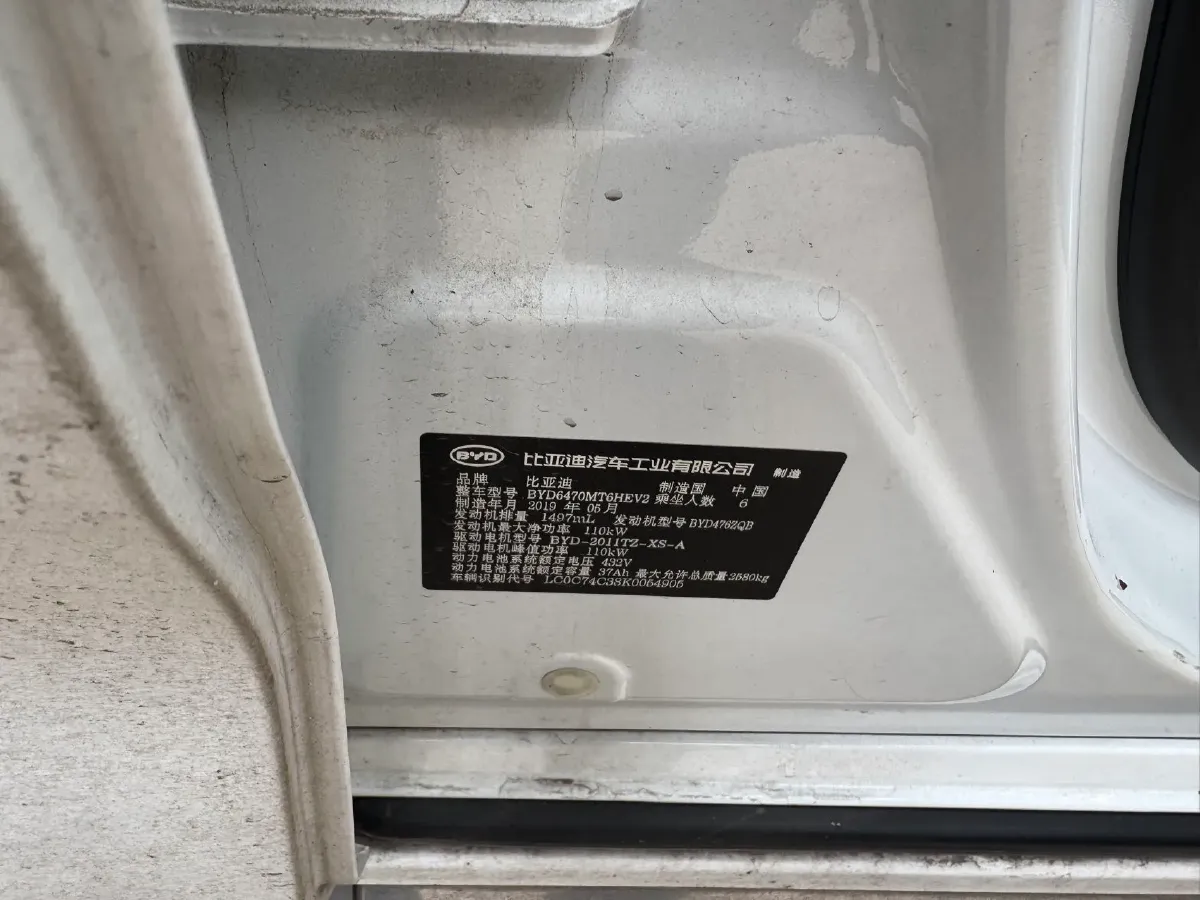 BYD 比亚迪汽车工业有限公司 制造
品牌 比亚迪 制造国 中国
整车型号 BYD6470MT6HEV2 乘坐人数 6
制造年月 2019 年 05 月
发动机排量 1497mL 发动机型号 BYD476ZQB
发动机最大净功率 110kW
驱动电机型号 BYD-2011TZ-XS-A
驱动电机峰值功率 110kW
动力电池系统额定电压 432V
动力电池系统额定容量 37Ah 最大允许总质量 2580kg
车辆识别代号 LC0C74C38K0054905